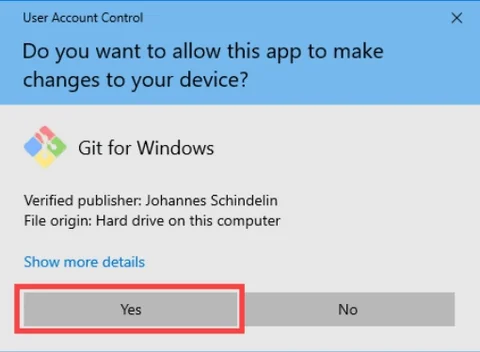 User Account Control
Do you want to allow this app to make
changes to your device?
Git for Windows
Verified publisher: Johannes Schindelin
File origin: Hard drive on this computer
Show more details
Yes
No